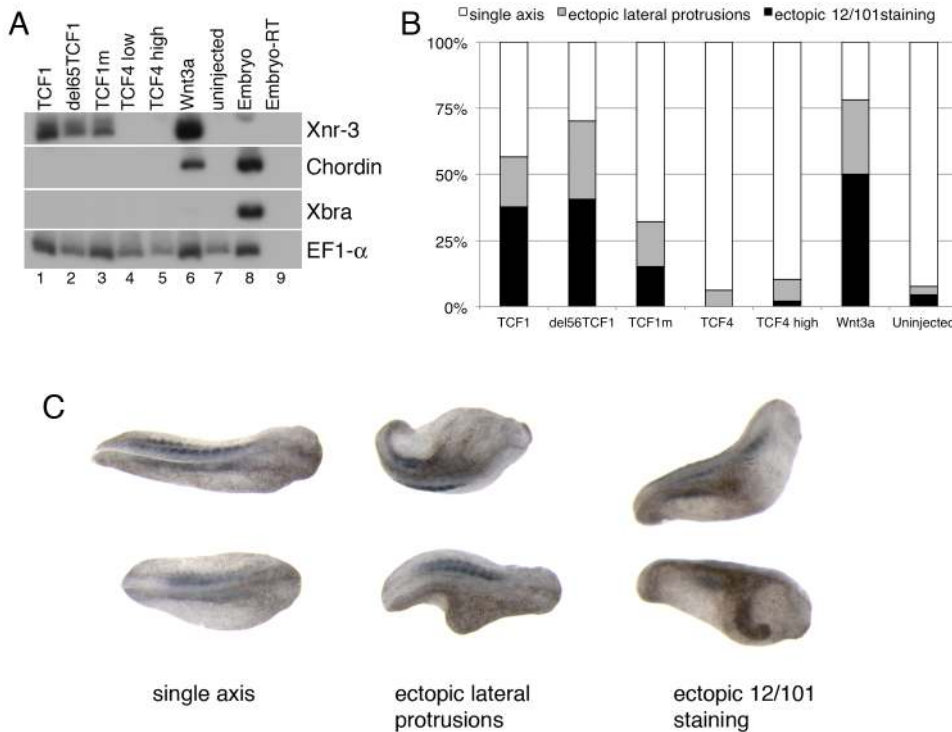 A
TCF1
del65TCF1
TCF1m
TCF4 low
TCF4 high
Wnt3a
uninjected
Embryo
Embryo-RT
Xnr-3
Chordin
Xbra
EF1-α
1 2 3 4 5 6 7 8 9
B
single axis ectopic lateral protrusions ectopic 12/101staining
100%
75%
50%
25%
0%
TCF1 del56TCF1 TCF1m TCF4 TCF4 high Wnt3a Uninjected
C
single axis
ectopic lateral
protrusions
ectopic 12/101
staining